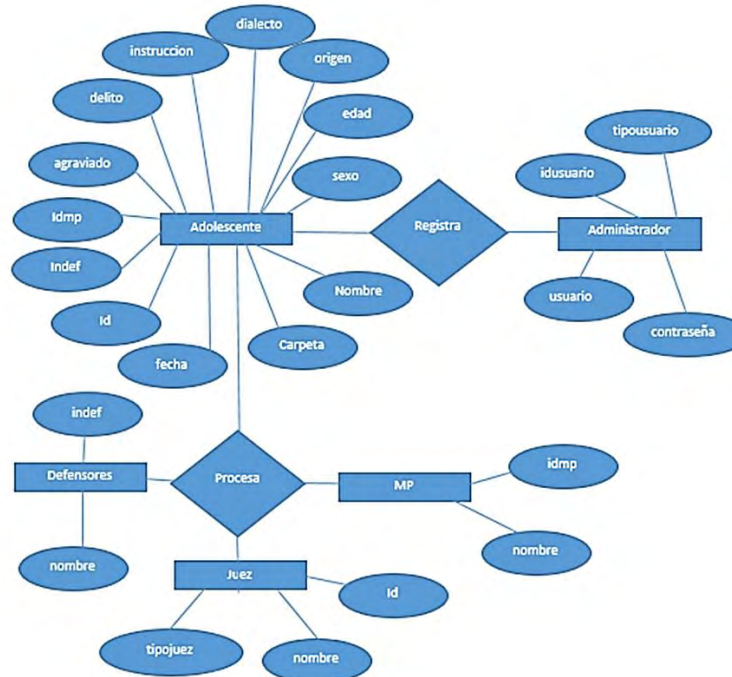 dialecto
instruccion
origen
delito
edad
tipousuario
agraviado
sexo
idusuario
Idmp
Adolescente
Registra
Administrador
Indef
Nombre
usuario
Id
Carpeta
contraseña
fecha
indef
Defensores
Procesa
MP
idmp
nombre
nombre
Juez
Id
tipojuez
nombre